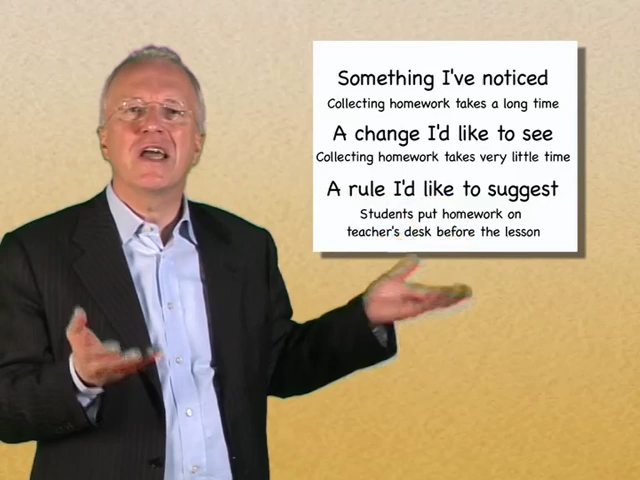 Something I've noticed
Collecting homework takes a long time
A change I'd like to see
Collecting homework takes very little time
A rule I'd like to suggest
Students put homework on
teacher's desk before the lesson